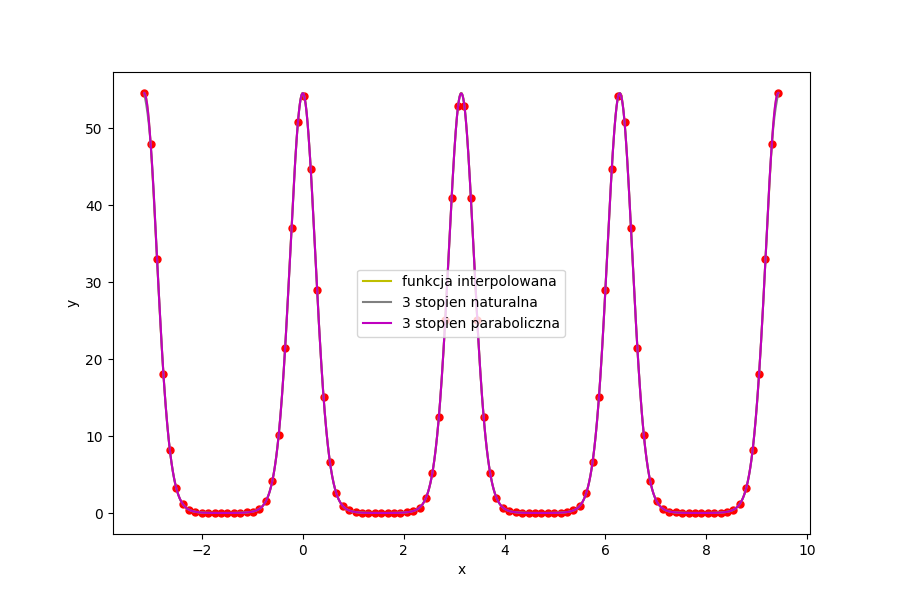 50
40
30
20
10
0
y
funkcja interpolowana
3 stopien naturalna
3 stopien paraboliczna
−2 0 2 4 6 8 10
x